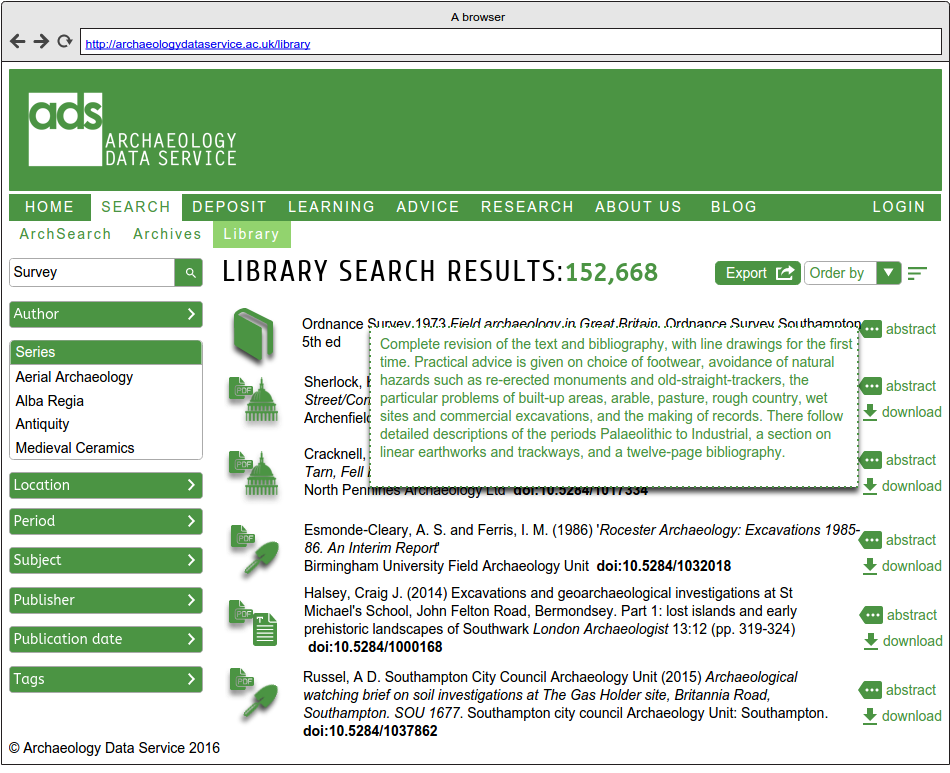 A browser
http://archaeologydataservice.ac.uk/library
ads
ARCHAEOLOGY
DATA SERVICE
HOME SEARCH DEPOSIT LEARNING ADVICE RESEARCH ABOUT US BLOG LOGIN
ArchSearch Archives Library
Survey
LIBRARY SEARCH RESULTS:152,668
Export
Order by
Author
Series
Aerial Archaeology
Alba Regia
Antiquity
Medieval Ceramics
Location
Period
Subject
Publisher
Publication date
Tags
Ordnance Survey 1973 Field archaeology in Great Britain. Ordnance Survey Southampton
5th ed
abstract
Complete revision of the text and bibliography, with line drawings for the first
time. Practical advice is given on choice of footwear, avoidance of natural
hazards such as re-erected monuments and old-straight-trackers, the
particular problems of built-up areas, arable, pasture, rough country, wet
sites and commercial excavations, and the making of records. There follow
detailed descriptions of the periods Palaeolithic to Industrial, a section on
linear earthworks and trackways, and a twelve-page bibliography.
PDF
Sherlock,
Street/
Archenfield
abstract
download
PDF
Cracknell,
Tarn, Fell
North Pennines Archaeology Ltd doi:10.5284/1017334
abstract
download
PDF
Esmonde-Cleary, A. S. and Ferris, I. M. (1986) 'Rocester Archaeology: Excavations 1985-
86. An Interim Report'
Birmingham University Field Archaeology Unit doi:10.5284/1032018
abstract
download
PDF
Halsey, Craig J. (2014) Excavations and geoarchaeological investigations at St
Michael's School, John Felton Road, Bermondsey. Part 1: lost islands and early
prehistoric landscapes of Southwark London Archaeologist 13:12 (pp. 319-324)
doi:10.5284/1000168
abstract
download
PDF
Russel, A D. Southampton City Council Archaeology Unit (2015) Archaeological
watching brief on soil investigations at The Gas Holder site, Britannia Road,
Southampton. SOU 1677. Southampton city council Archaeology Unit: Southampton.
doi:10.5284/1037862
abstract
download
© Archaeology Data Service 2016